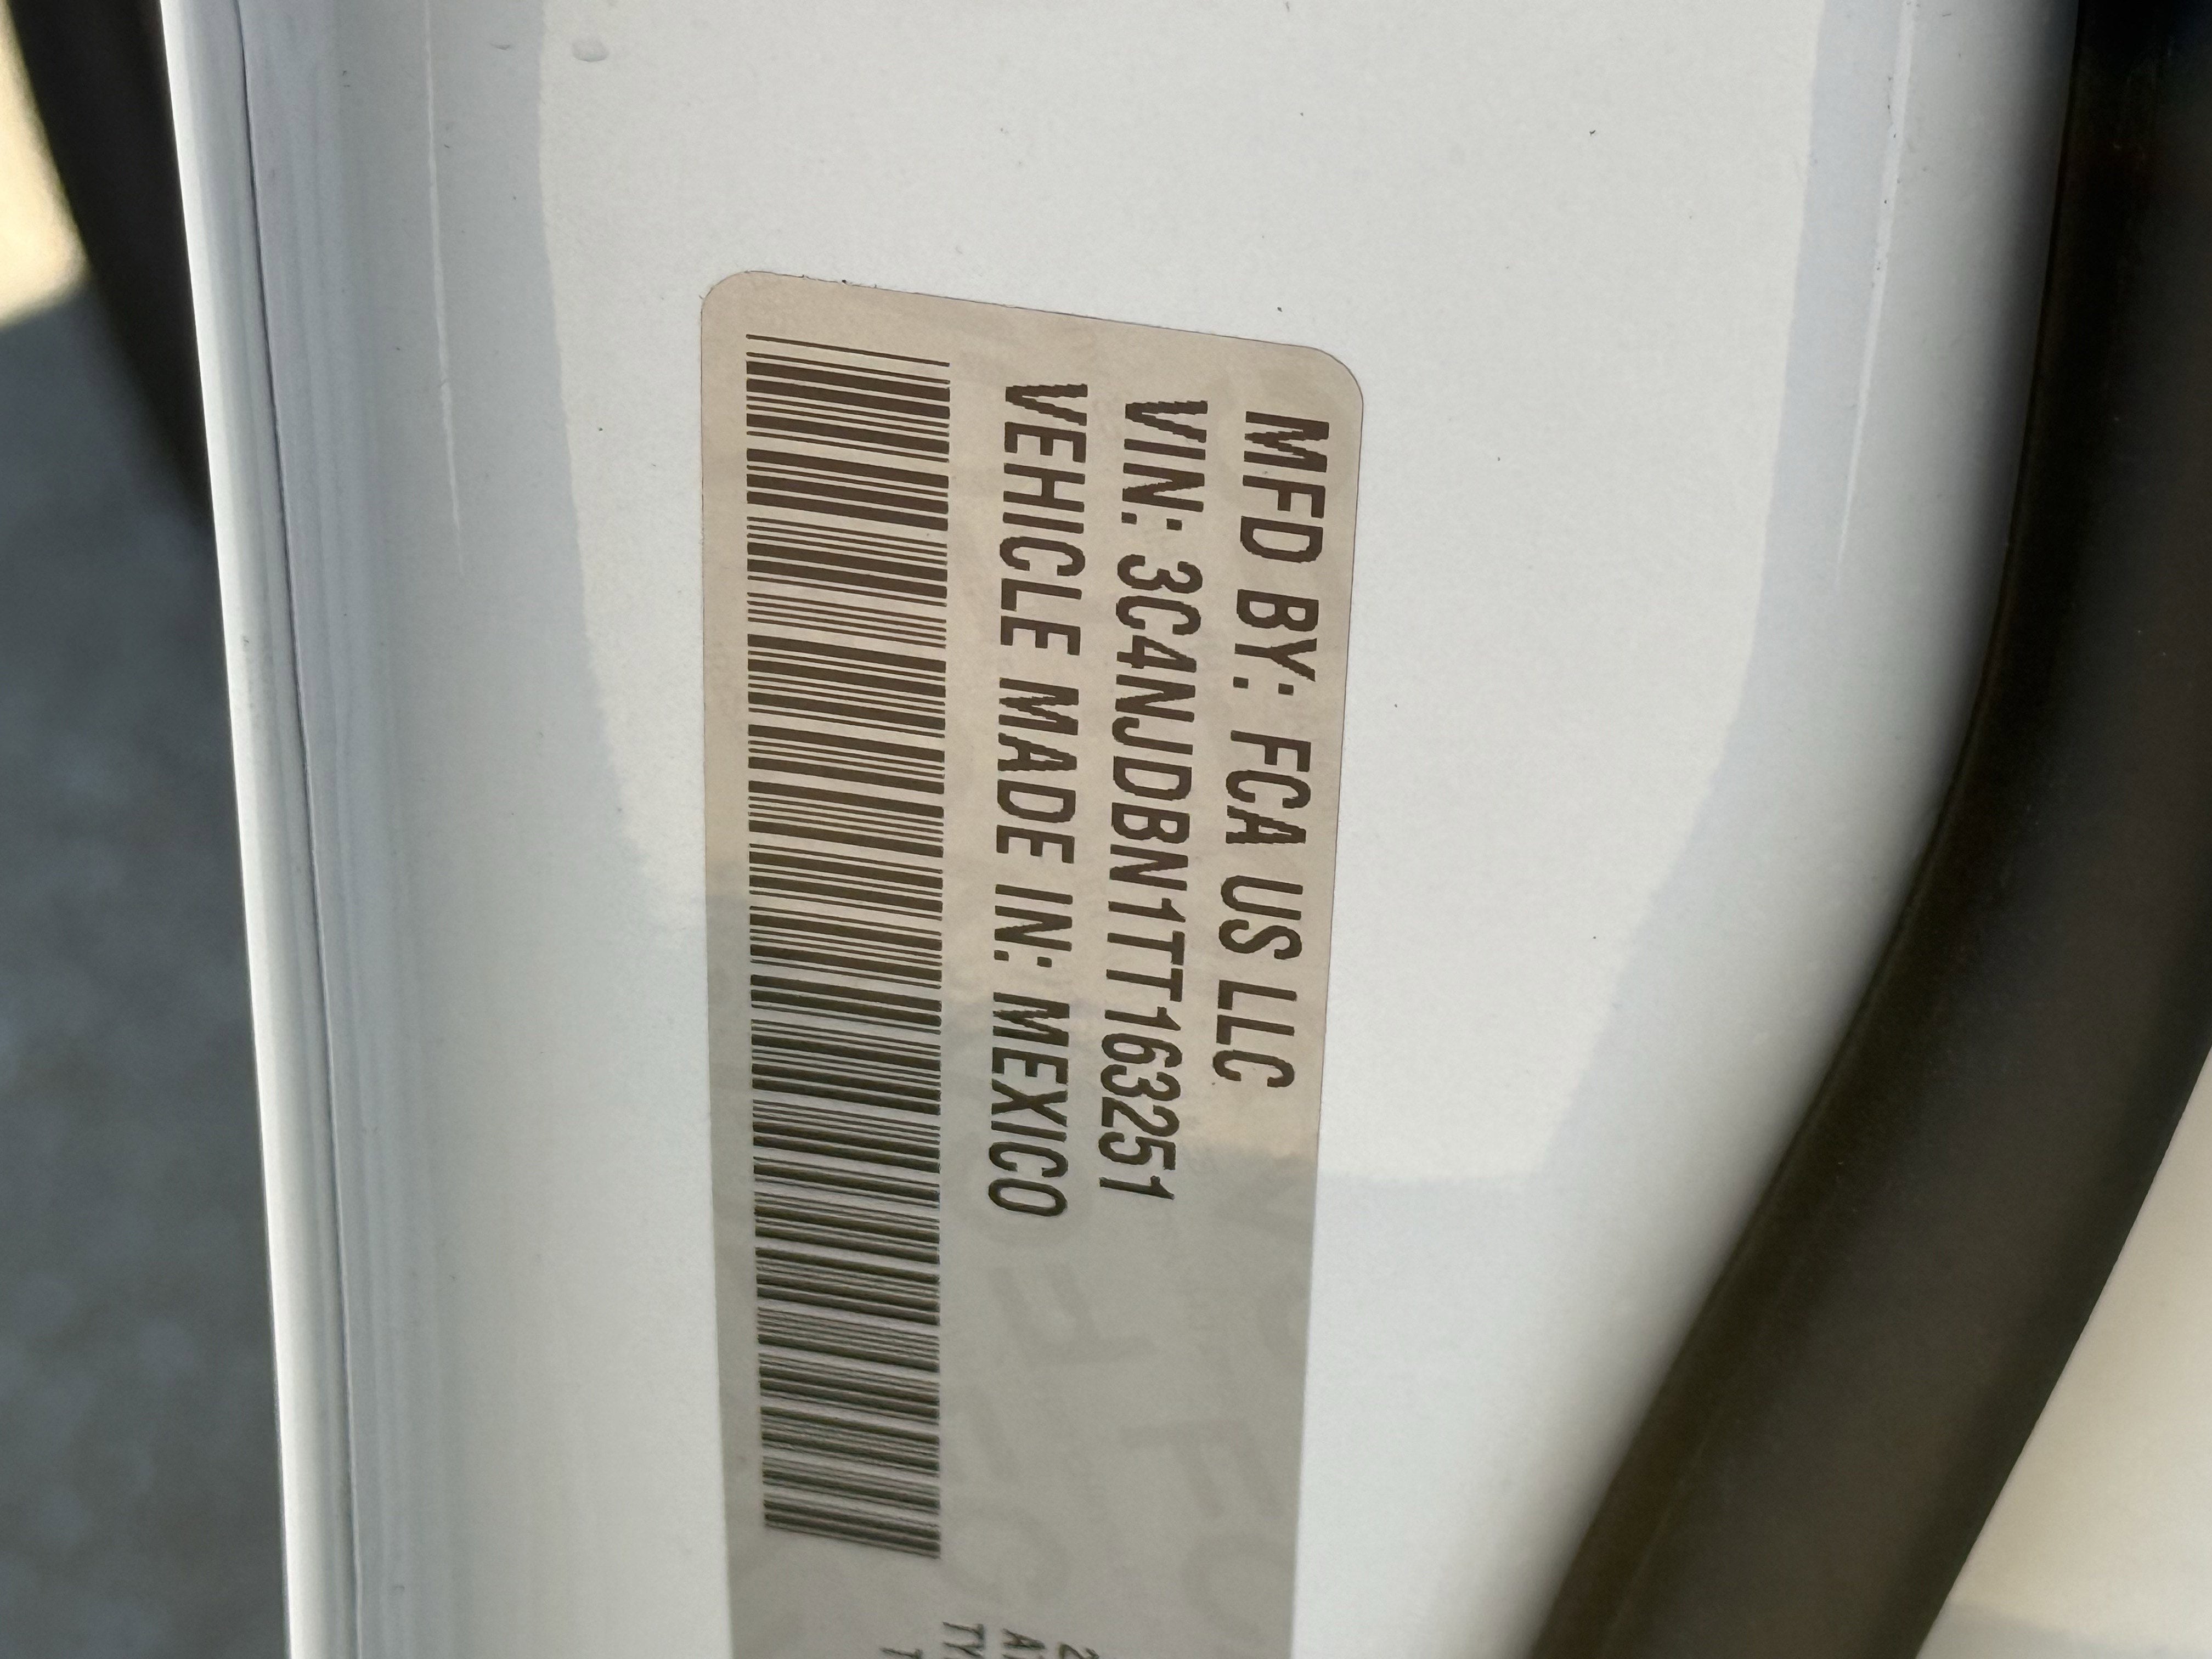 MFD BY: FCA US LLC
VIN: 3C4NJDBN1TT163251
VEHICLE MADE IN: MEXICO